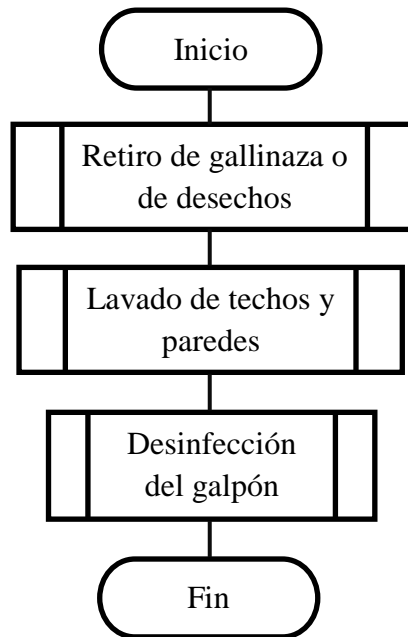 Inicio
Retiro de gallinaza o
de desechos
Lavado de techos y
paredes
Desinfección
del galpón
Fin